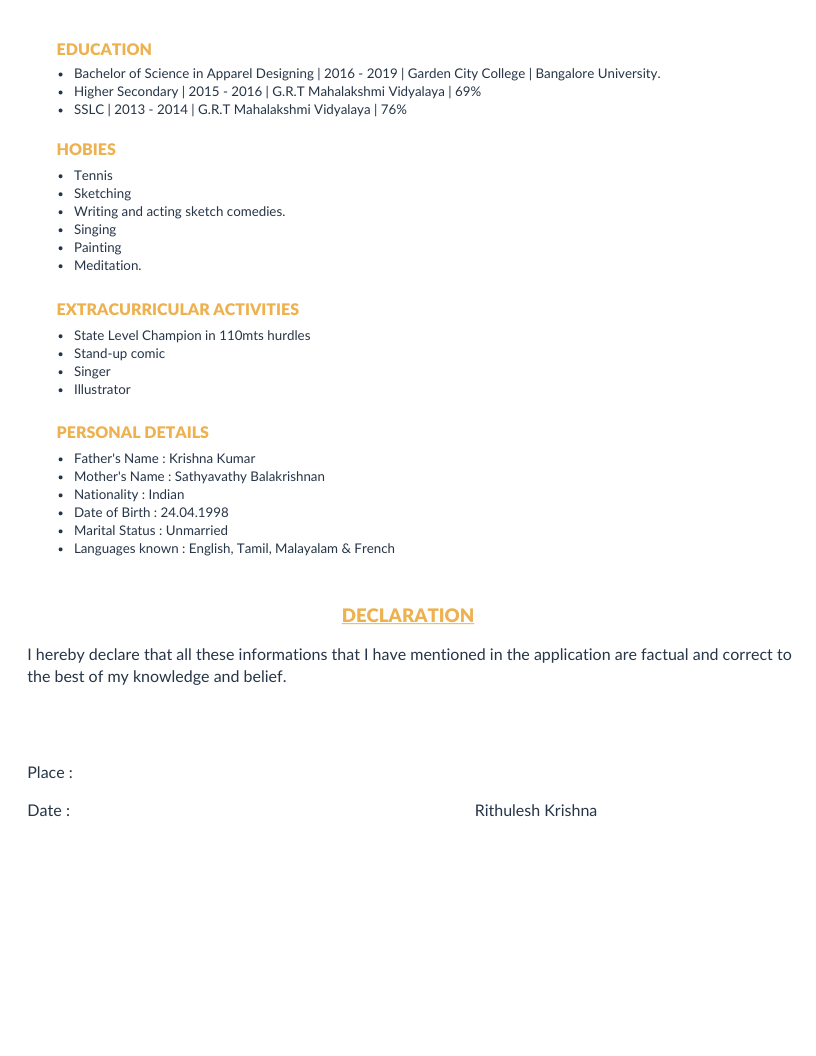 EDUCATION
• Bachelor of Science in Apparel Designing | 2016 - 2019 | Garden City College | Bangalore University.
• Higher Secondary | 2015 - 2016 | G.R.T Mahalakshmi Vidyalaya | 69%
• SSLC | 2013 - 2014 | G.R.T Mahalakshmi Vidyalaya | 76%
HOBIES
• Tennis
• Sketching
• Writing and acting sketch comedies.
• Singing
• Painting
• Meditation.
EXTRACURRICULAR ACTIVITIES
• State Level Champion in 110mts hurdles
• Stand-up comic
• Singer
• Illustrator
PERSONAL DETAILS
• Father's Name : Krishna Kumar
• Mother's Name : Sathyavathy Balakrishnan
• Nationality : Indian
• Date of Birth : 24.04.1998
• Marital Status : Unmarried
• Languages known : English, Tamil, Malayalam & French
DECLARATION
I hereby declare that all these informations that I have mentioned in the application are factual and correct to
the best of my knowledge and belief.
Place :
Date : Rithulesh Krishna